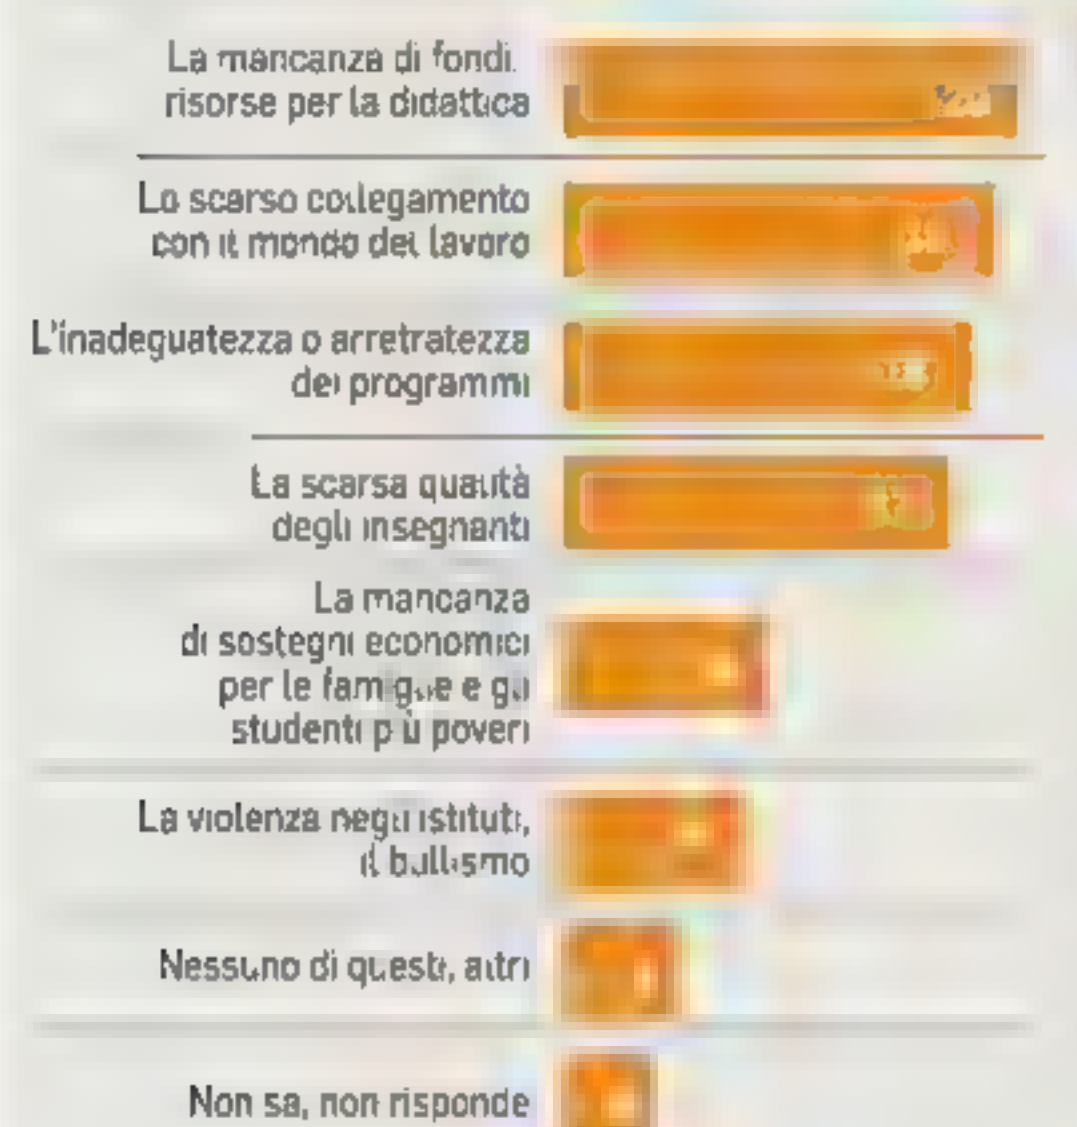 La mancanza di fondi,
risorse per la didattica
Lo scarso collegamento
con il mondo del lavoro
L'inadeguatezza o arretratezza
dei programmi
La scarsa qualità
degli insegnanti
La mancanza
di sostegni economici
per le famiglie e gli
studenti più poveri
La violenza negli istituti,
il bullismo
Nessuno di questi, altri
Non sa, non risponde